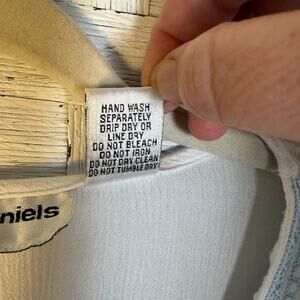 HAND WASH
SEPARATELY
DRIP DRY OR
LINE DRY
DO NOT BLEACH
DO NOT IRON
DO NOT DRY CLEAN
DO NOT TUMBLE DRY
niels